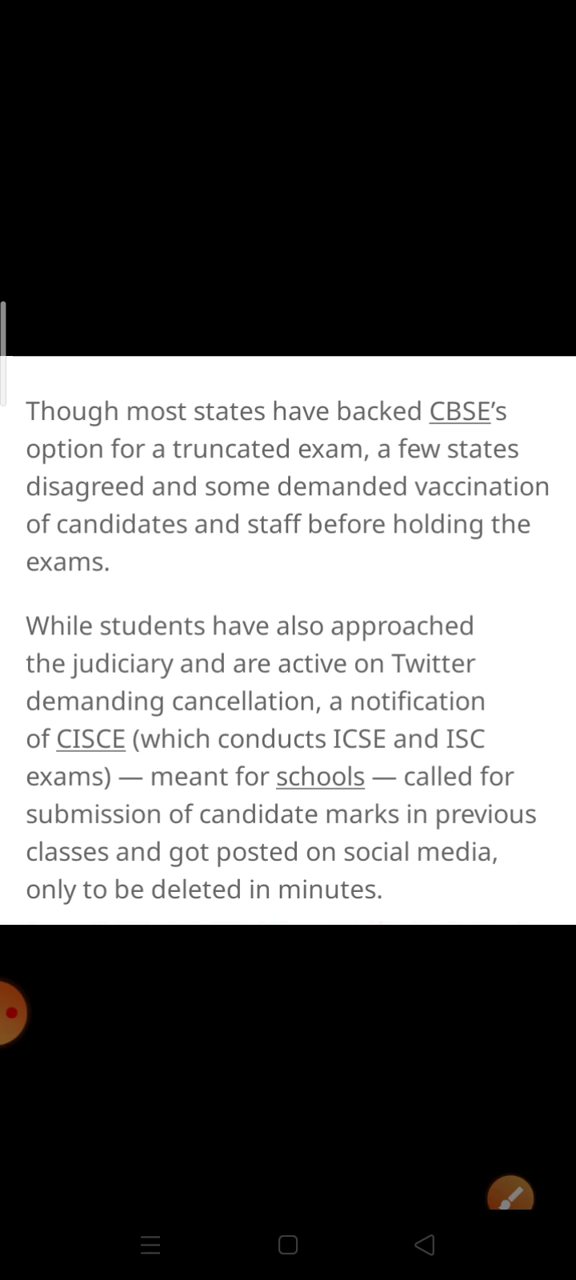 Though most states have backed CBSE’s
option for a truncated exam, a few states
disagreed and some demanded vaccination
of candidates and staff before holding the
exams.
While students have also approached
the judiciary and are active on Twitter
demanding cancellation, a notification
of CISCE (which conducts ICSE and ISC
exams) — meant for schools — called for
submission of candidate marks in previous
classes and got posted on social media,
only to be deleted in minutes.